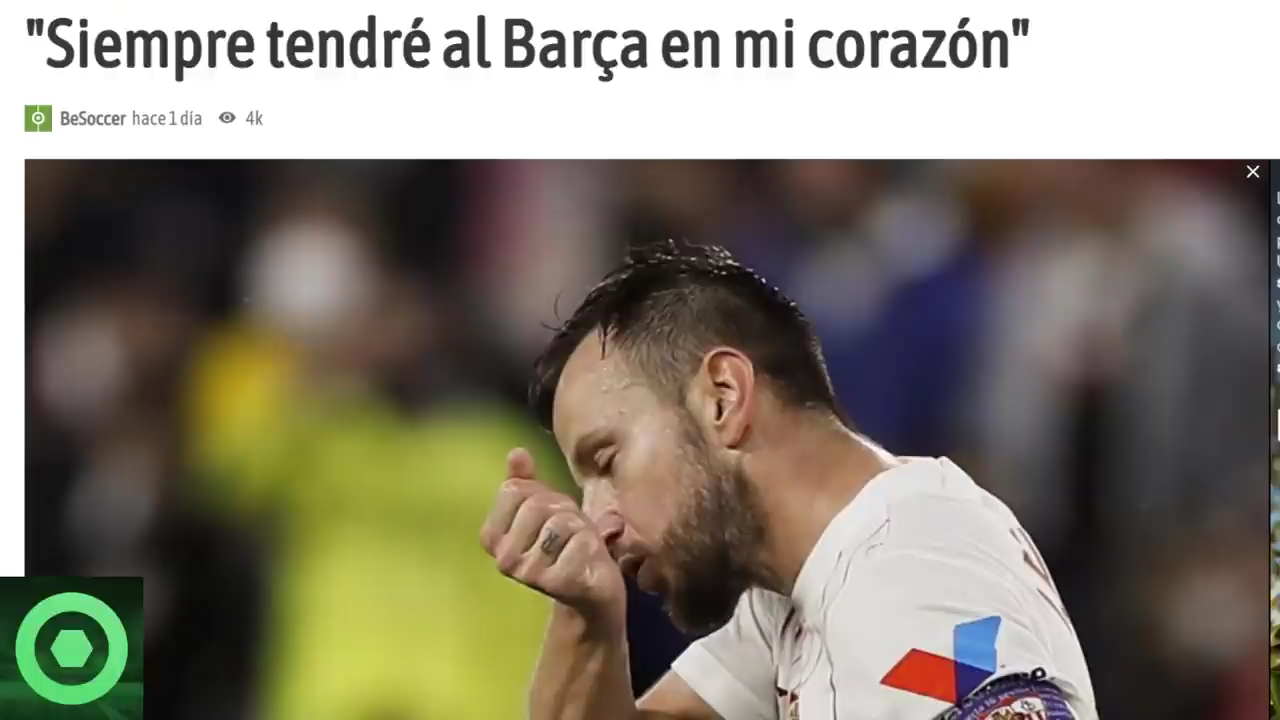 "Siempre tendré al Barça en mi corazón"
BeSoccer hace 1 día 4k